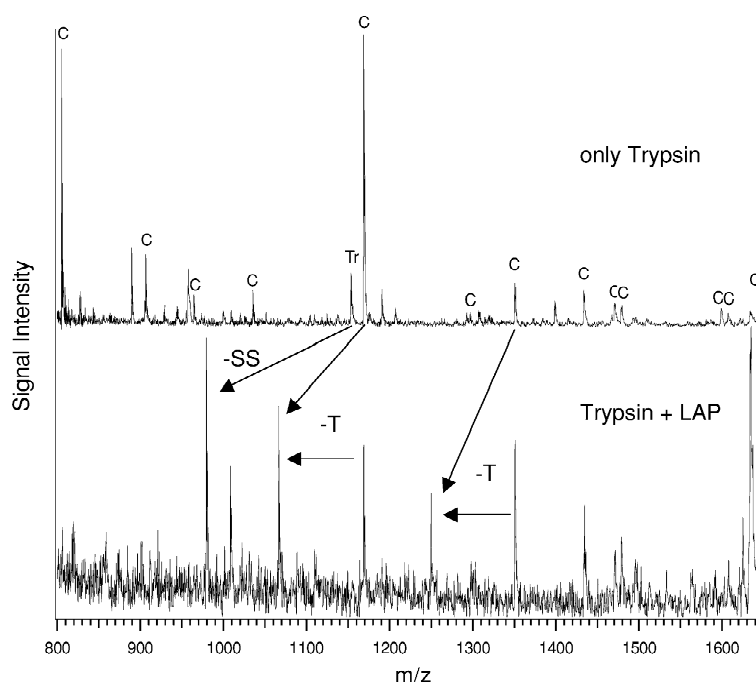 C
C
Tr
C
C
C
C
C
C
C
CC
CC
C
only Trypsin
Signal Intensity
-SS
-T
-T
Trypsin + LAP
800 900 1000 1100 1200 1300 1400 1500 1600
m/z